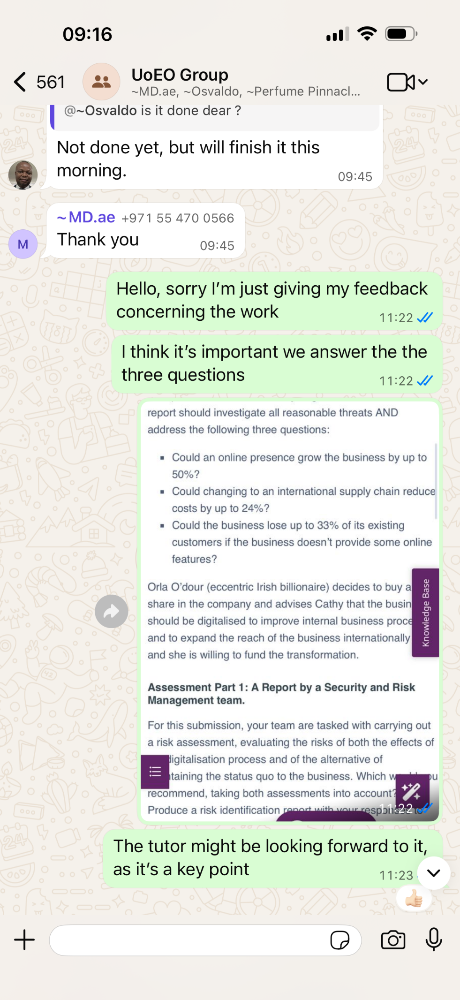 09:16
561
UoEO Group
~MD.ae, ~Osvaldo, ~Perfume Pinnacl...
@~Osvaldo is it done dear ?
Not done yet, but will finish it this
morning.
09:45
~MD.ae +971 55 470 0566
M
Thank you
09:45
Hello, sorry I'm just giving my feedback
concerning the work
11:22
I think it's important we answer the the
three questions
11:22
report should investigate all reasonable threats AND
address the following three questions:
▪ Could an online presence grow the business by up to
50%?
▪ Could changing to an international supply chain reduce
costs by up to 24%?
▪ Could the business lose up to 33% of its existing
customers if the business doesn't provide some online
features?
Orla O'dour (eccentric Irish billionaire) decides to buy a
share in the company and advises Cathy that the busin
should be digitalised to improve internal business proce
and to expand the reach of the business internationally
and she is willing to fund the transformation.
Knowledge Base
Assessment Part 1: A Report by a Security and Risk
Management team.
For this submission, your team are tasked with carrying out
a risk assessment, evaluating the risks of both the effects of
digitalisation process and of the alternative of
taining the status quo to the business. Which
recommend, taking both assessments into account?
Produce a risk identification report with your responses to
11:22
The tutor might be looking forward to it,
as it's a key point
11:23